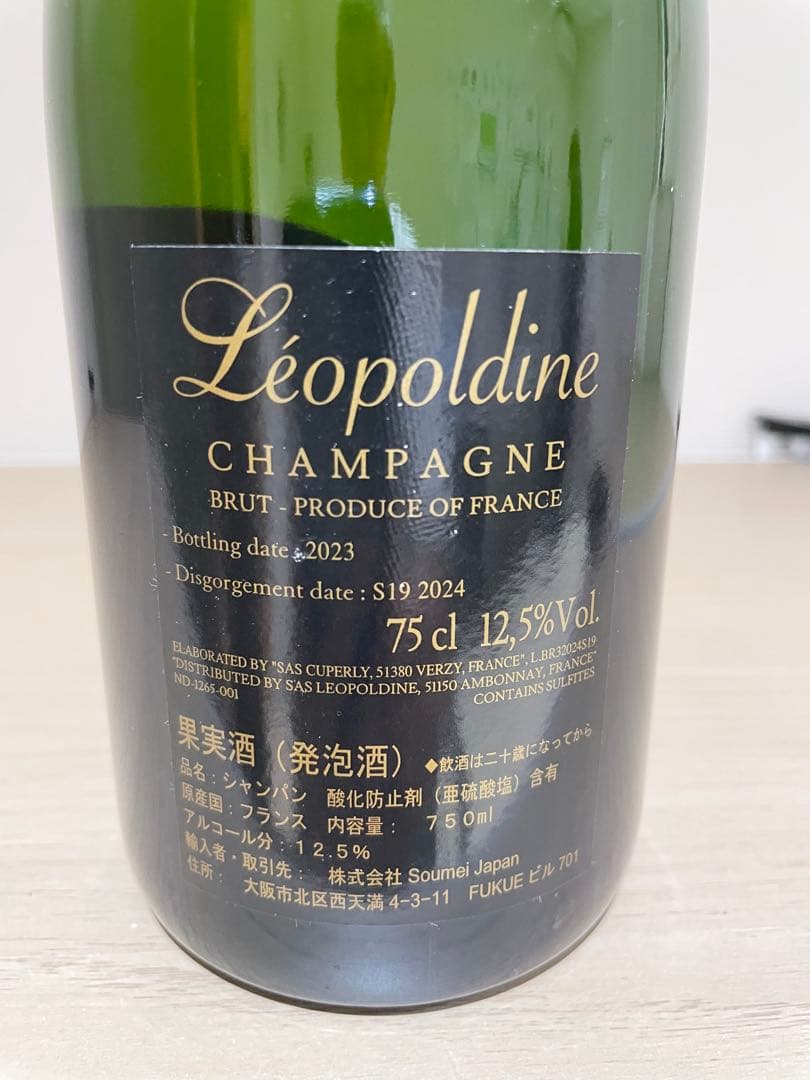 Léopoldine
CHAMPAGNE
BRUT - PRODUCE OF FRANCE
- Bottling date : 2023
- Disgorgement date : S19 2024
75 cl 12,5%Vol.
ELABORATED BY "SAS CUPERLY, 51380 VERZY, FRANCE", L.BR32024S19
"DISTRIBUTED BY SAS LEOPOLDINE, 51150 AMBONNAY, FRANCE"
ND-1265-001 CONTAINS SULFITES
果実酒（発泡酒）◆飲酒は二十歳になってから
品名：シャンパン 酸化防止剤（亜硫酸塩）含有
原産国：フランス 内容量： 750ml
アルコール分：12.5%
輸入者・取引先： 株式会社 Soumei Japan
住所： 大阪市北区西天満 4-3-11 FUKUE ビル 701